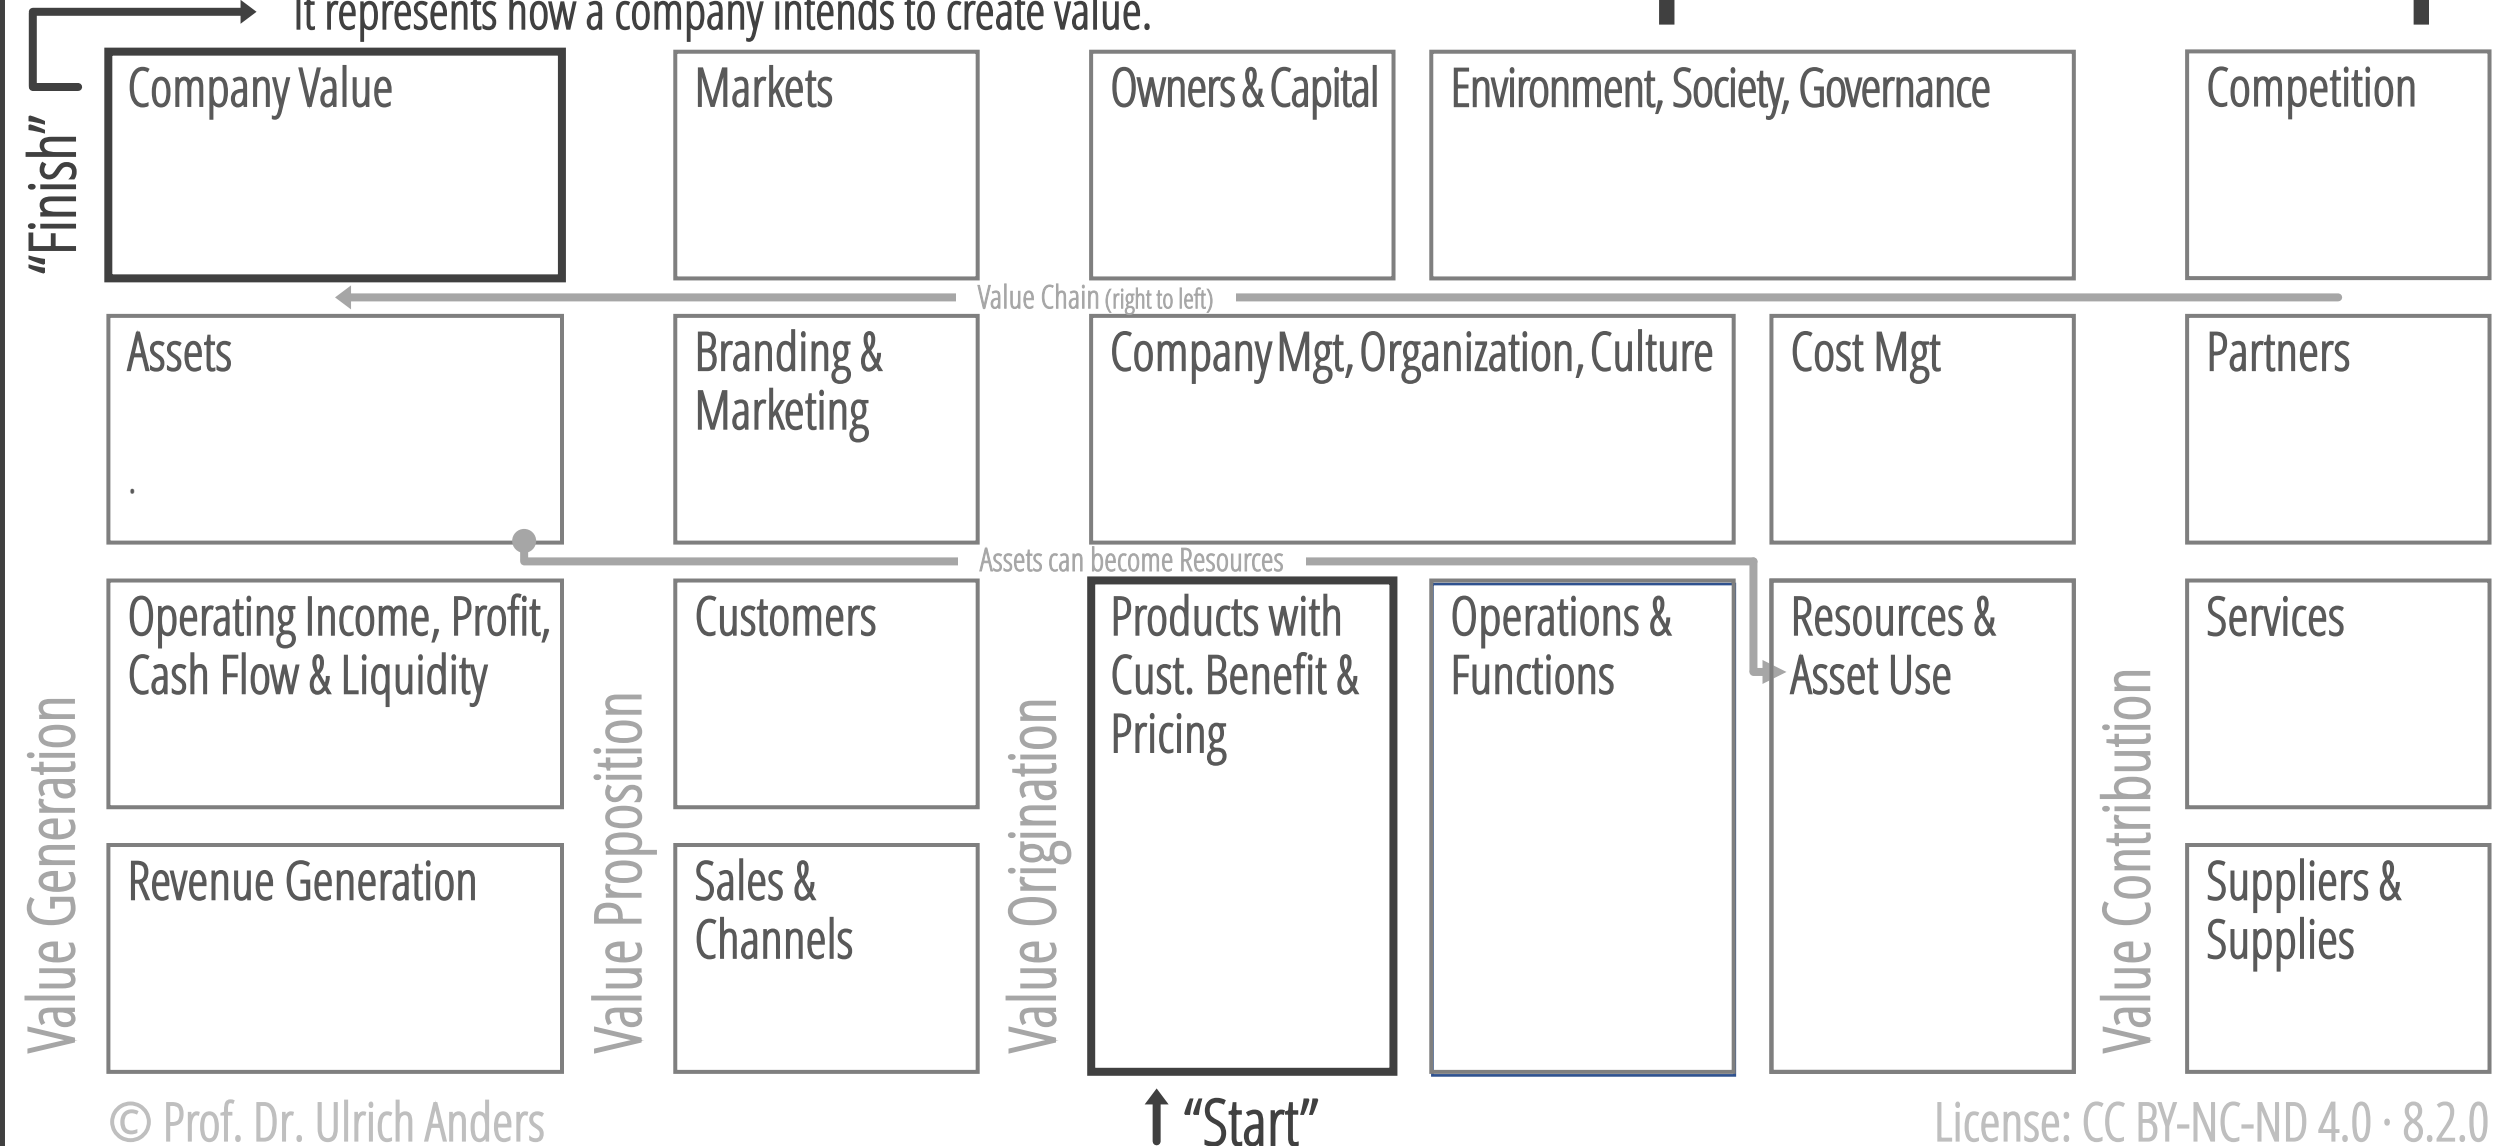 It represents how a company intends to create value.
"Finish"
Company Value
Markets
Owners & Capital
Environment, Society, Governance
Competition
Value Chain (right to left)
Assets
.
Branding &
Marketing
Company Mgt, Organization, Culture
Cost Mgt
Partners
Assets can become Resources
Value Generation
Operating Income, Profit,
Cash Flow & Liquidity
Value Proposition
Customers
Value Origination
Products with
Cust. Benefit &
Pricing
Operations &
Functions
Resources &
Asset Use
Value Contribution
Services
Revenue Generation
Sales &
Channels
Suppliers &
Supplies
© Prof. Dr. Ulrich Anders
"Start"
License: CC BY-NC-ND 4.0 : 8.2.0